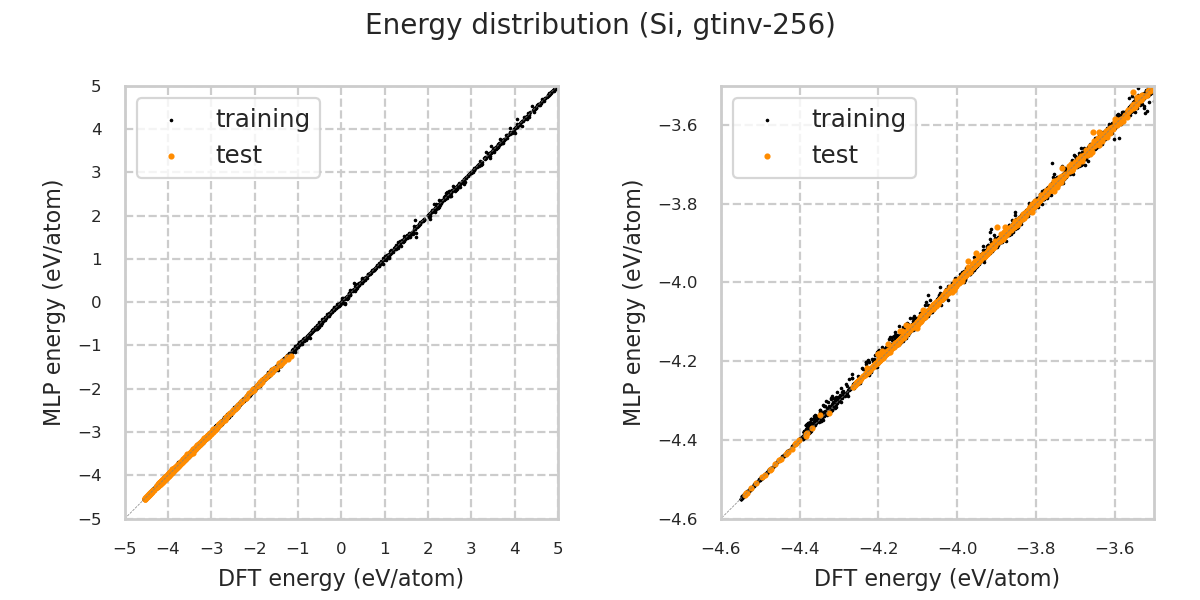 Energy distribution (Si, gtinv-256)
training
test
5
4
3
2
1
0
−1
−2
−3
−4
−5
−5 −4 −3 −2 −1 0 1 2 3 4 5
MLP energy (eV/atom)
DFT energy (eV/atom)
training
test
−3.6
−3.8
−4.0
−4.2
−4.4
−4.6
−4.6 −4.4 −4.2 −4.0 −3.8 −3.6
MLP energy (eV/atom)
DFT energy (eV/atom)